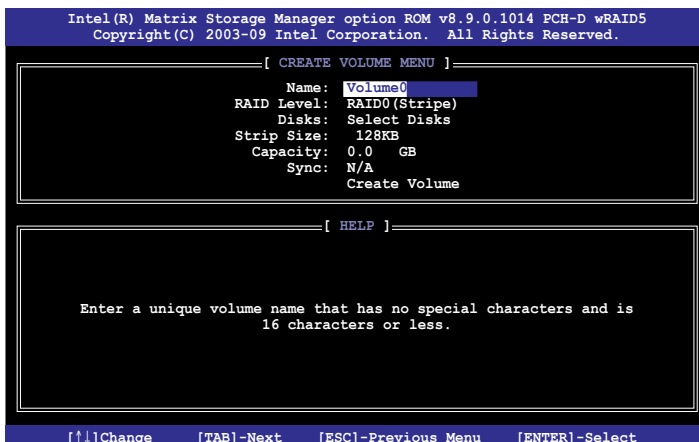 Intel(R) Matrix Storage Manager option ROM v8.9.0.1014 PCH-D wRAID5
Copyright(C) 2003-09 Intel Corporation. All Rights Reserved.
[ CREATE VOLUME MENU ]
Name: Volume0
RAID Level: RAID0(Stripe)
Disks: Select Disks
Strip Size: 128KB
Capacity: 0.0 GB
Sync: N/A
Create Volume
[ HELP ]
Enter a unique volume name that has no special characters and is
16 characters or less.
[↑↓]Change [TAB]-Next [ESC]-Previous Menu [ENTER]-Select